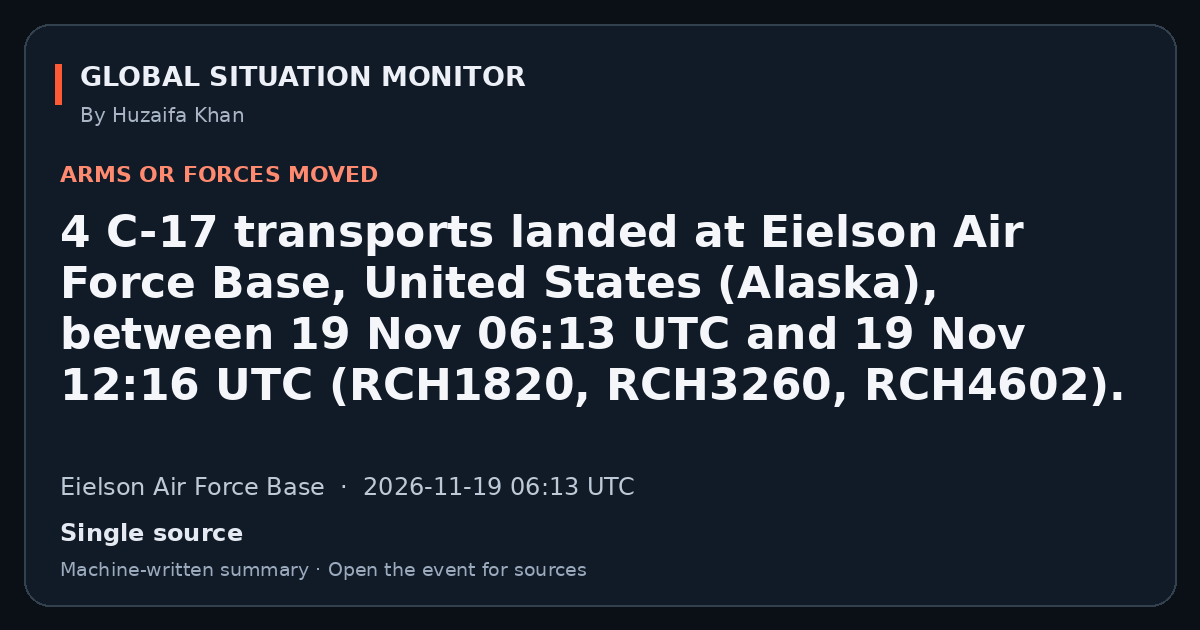 GLOBAL SITUATION MONITOR
By Huzaifa Khan
ARMS OR FORCES MOVED
4 C-17 transports landed at Eielson Air
Force Base, United States (Alaska),
between 19 Nov 06:13 UTC and 19 Nov
12:16 UTC (RCH1820, RCH3260, RCH4602).
Eielson Air Force Base · 2026-11-19 06:13 UTC
Single source
Machine-written summary · Open the event for sources